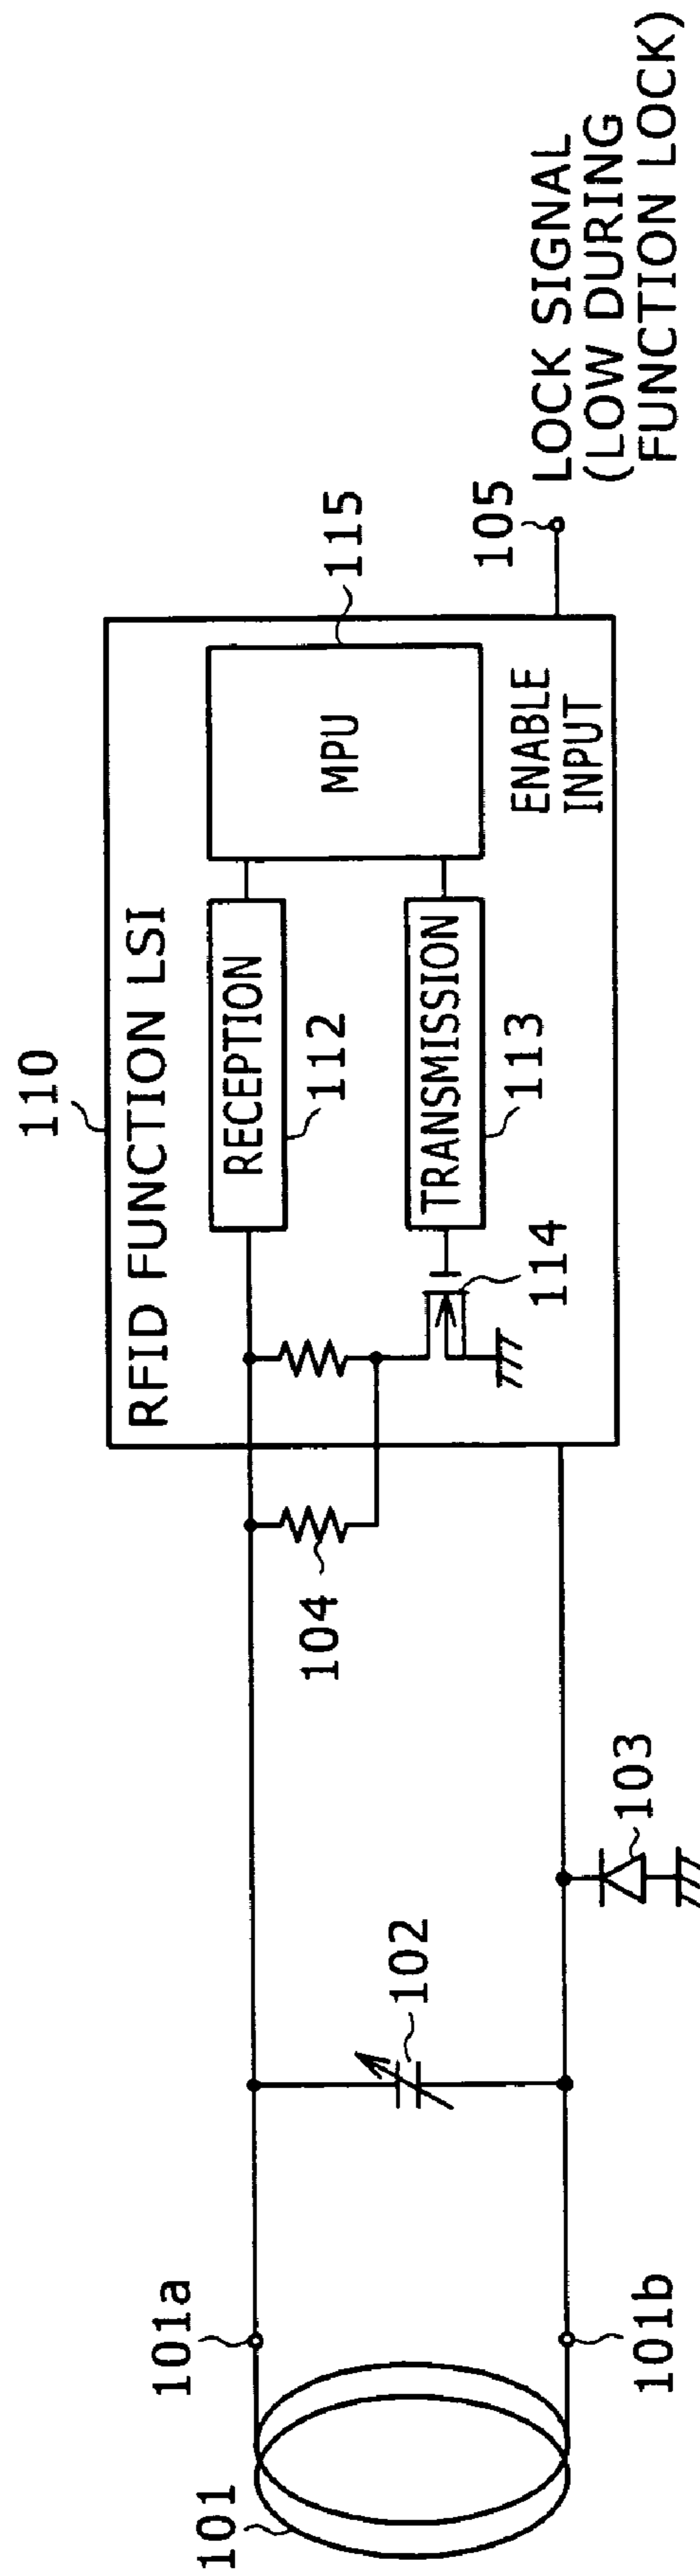 110
RFID FUNCTION LSI
RECEPTION
112
MPU
115
TRANSMISSION
113
114
ENABLE
INPUT
105
LOCK SIGNAL
(LOW DURING
FUNCTION LOCK)
104
103
102
101a
101b
101